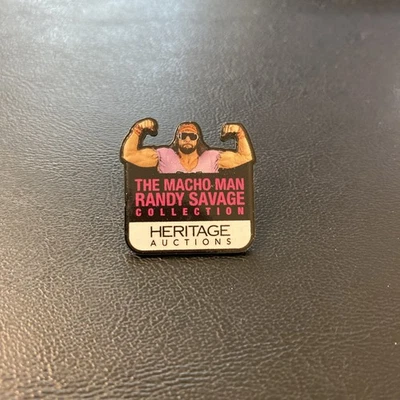 THE MACHO-MAN
RANDY SAVAGE
COLLECTION
HERITAGE
AUCTIONS